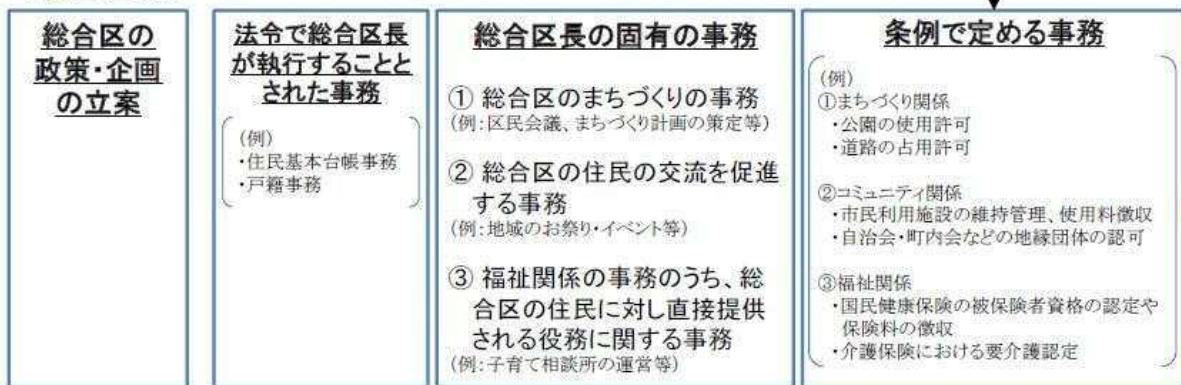 総合区の
政策・企画
の立案
法令で総合区長
が執行することと
された事務
(例)
・住民基本台帳事務
・戸籍事務
総合区長の固有の事務
① 総合区のまちづくりの事務
(例:区民会議、まちづくり計画の策定等)
② 総合区の住民の交流を促進
する事務
(例:地域のお祭り・イベント等)
③ 福祉関係の事務のうち、総
合区の住民に対し直接提供
される役務に関する事務
(例:子育て相談所の運営等)
条例で定める事務
(例)
①まちづくり関係
・公園の使用許可
・道路の占用許可
②コミュニティ関係
・市民利用施設の維持管理、使用料徴収
・自治会・町内会などの地縁団体の認可
③福祉関係
・国民健康保険の被保険者資格の認定や
保険料の徴収
・介護保険における要介護認定